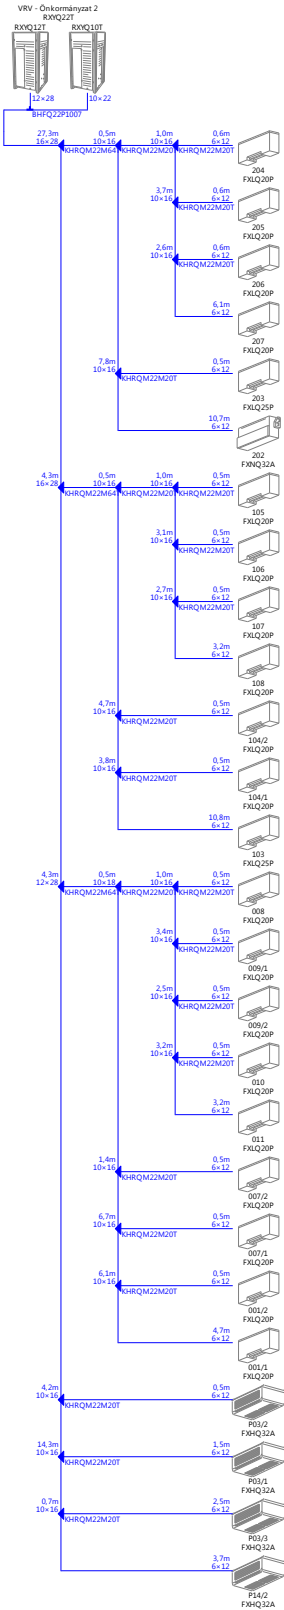 VRV - Önkormányzat 2
RXYQ22T
RXYQ12T RXYQ10T
12×28 10×22
BHFQ22P1007
27,3m 0,5m 1,0m 0,6m
16×28 10×16 10×16 6×12
KHRQM22M64T KHRQM22M20T KHRQM22M20T
204
FXLQ20P
3,7m 0,6m
10×16 6×12
KHRQM22M20T
205
FXLQ20P
2,6m 0,6m
10×16 6×12
KHRQM22M20T
206
FXLQ20P
6,1m
6×12
207
FXLQ20P
7,8m 0,5m
10×16 6×12
KHRQM22M20T
203
FXLQ25P
10,7m
6×12
202
FXNQ32A
4,3m 0,5m 1,0m 0,5m
16×28 10×16 10×16 6×12
KHRQM22M64T KHRQM22M20T KHRQM22M20T
105
FXLQ20P
3,1m 0,5m
10×16 6×12
KHRQM22M20T
106
FXLQ20P
2,7m 0,5m
10×16 6×12
KHRQM22M20T
107
FXLQ20P
3,2m
6×12
108
FXLQ20P
4,7m 0,5m
10×16 6×12
KHRQM22M20T
104/2
FXLQ20P
3,8m 0,5m
10×16 6×12
KHRQM22M20T
104/1
FXLQ20P
10,8m
6×12
103
FXLQ25P
4,3m 0,5m 1,0m 0,5m
12×28 10×18 10×16 6×12
KHRQM22M64T KHRQM22M20T KHRQM22M20T
008
FXLQ20P
3,4m 0,5m
10×16 6×12
KHRQM22M20T
009/1
FXLQ20P
2,5m 0,5m
10×16 6×12
KHRQM22M20T
009/2
FXLQ20P
3,2m 0,5m
10×16 6×12
KHRQM22M20T
010
FXLQ20P
3,2m
6×12
011
FXLQ20P
1,4m 0,5m
10×16 6×12
KHRQM22M20T
007/2
FXLQ20P
6,7m 0,5m
10×16 6×12
KHRQM22M20T
007/1
FXLQ20P
6,1m 0,5m
10×16 6×12
KHRQM22M20T
001/2
FXLQ20P
4,7m
6×12
001/1
FXLQ20P
4,2m 0,5m
10×16 6×12
KHRQM22M20T
P03/2
FXHQ32A
14,3m 1,5m
10×16 6×12
KHRQM22M20T
P03/1
FXHQ32A
0,7m 2,5m
10×16 6×12
KHRQM22M20T
P03/3
FXHQ32A
3,7m
6×12
P14/2
FXHQ32A